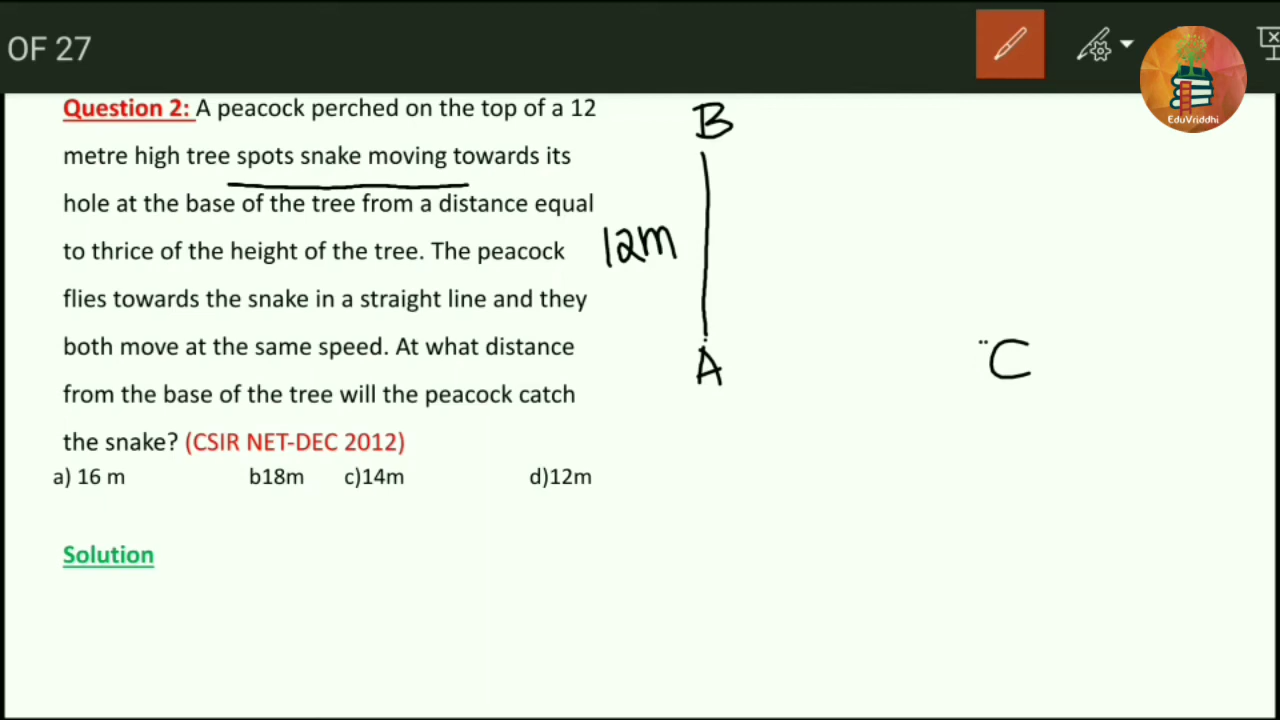 OF 27
EduVriddhi
Question 2: A peacock perched on the top of a 12
metre high tree spots snake moving towards its
hole at the base of the tree from a distance equal
to thrice of the height of the tree. The peacock
flies towards the snake in a straight line and they
both move at the same speed. At what distance
from the base of the tree will the peacock catch
the snake? (CSIR NET-DEC 2012)
a) 16 m b18m c)14m d)12m
Solution
B
12m
A
C